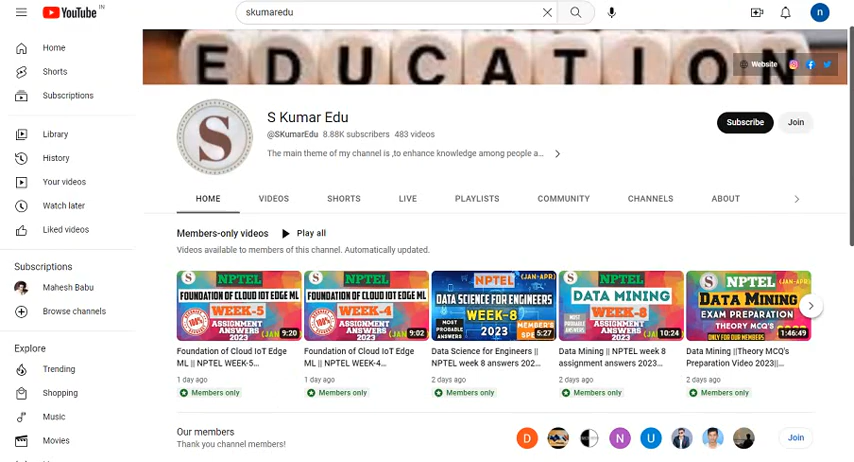 YouTube IN
skumaredu
n
EDUCATION
Website
Home
Shorts
Subscriptions
Library
History
Your videos
Watch later
Liked videos
Subscriptions
Mahesh Babu
Browse channels
Explore
Trending
Shopping
Music
Movies
S
S Kumar Edu
@SKumarEdu 8.88K subscribers 483 videos
The main theme of my channel is ,to enhance knowledge among people a...
Subscribe
Join
HOME VIDEOS SHORTS LIVE PLAYLISTS COMMUNITY CHANNELS ABOUT
Members-only videos Play all
Videos available to members of this channel. Automatically updated.
S NPTEL
FOUNDATION OF CLOUD IOT EDGE ML
WEEK-5
100%
ASSIGNMENT
ANSWERS (JAN
2023
9:20
Foundation of Cloud IoT Edge
ML || NPTEL WEEK-5...
1 day ago
Members only
S NPTEL
FOUNDATION OF CLOUD IOT EDGE ML
WEEK-4
100%
ASSIGNMENT
ANSWERS (JAN
2023
9:02
Foundation of Cloud IoT Edge
ML || NPTEL WEEK-4...
1 day ago
Members only
NPTEL (JAN-APR)
DATA SCIENCE FOR ENGINEERS
WEEK-8
MOST
PROBABLE
ANSWERS
2023
MEMBER'S
SPE
5:27
Data Science for Engineers ||
NPTEL week 8 answers 202...
2 days ago
Members only
NPTEL
DATA MINING
WEEK-8
MOST
PROBABLE
ANSWERS
ASSIGNMENT
ANSWERS (JAN
2023
10:24
Data Mining || NPTEL week 8
assignment answers 2023...
2 days ago
Members only
S NPTEL (JAN-APR)
DATA MINING
EXAM PREPARATION
THEORY MCQ'S
ONLY FOR OUR MEMBERS
2023
1:46:49
Data Mining ||Theory MCQ's
Preparation Video 2023||...
2 days ago
Members only
Our members
Thank you channel members!
D
N
U
Join